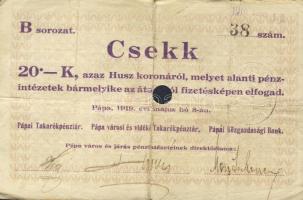 B sorozat. 38 szám.
Csekk
20·— K, azaz Husz koronáról, melyet alanti pénz-
intézetek bármelyike az fizetésképen elfogad.
Pápa, 1919. évi május hó 8-án.
Pápai Takarékpénztár. Pápa városi és vidéki Takarékpénztár. Pápai Közgazdasági Bank.
Pápa város és járás pénzintézeteinek direktóriuma: